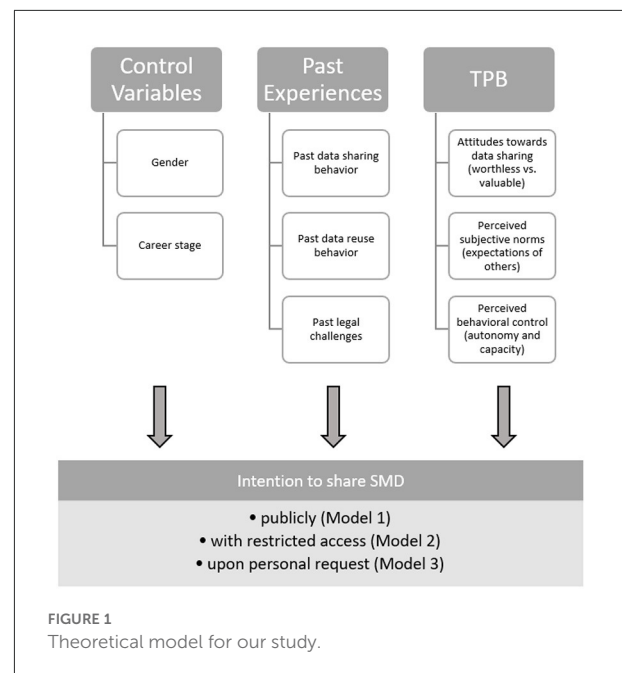 Control
Variables
Gender
Career stage
Past
Experiences
Past data sharing
behavior
Past data reuse
behavior
Past legal
challenges
TPB
Attitudes towards
data sharing
(worthless vs.
valuable)
Perceived
subjective norms
(expectations of
others)
Perceived
behavioral control
(autonomy and
capacity)
Intention to share SMD
• publicly (Model 1)
• with restricted access (Model 2)
• upon personal request (Model 3)
FIGURE 1
Theoretical model for our study.